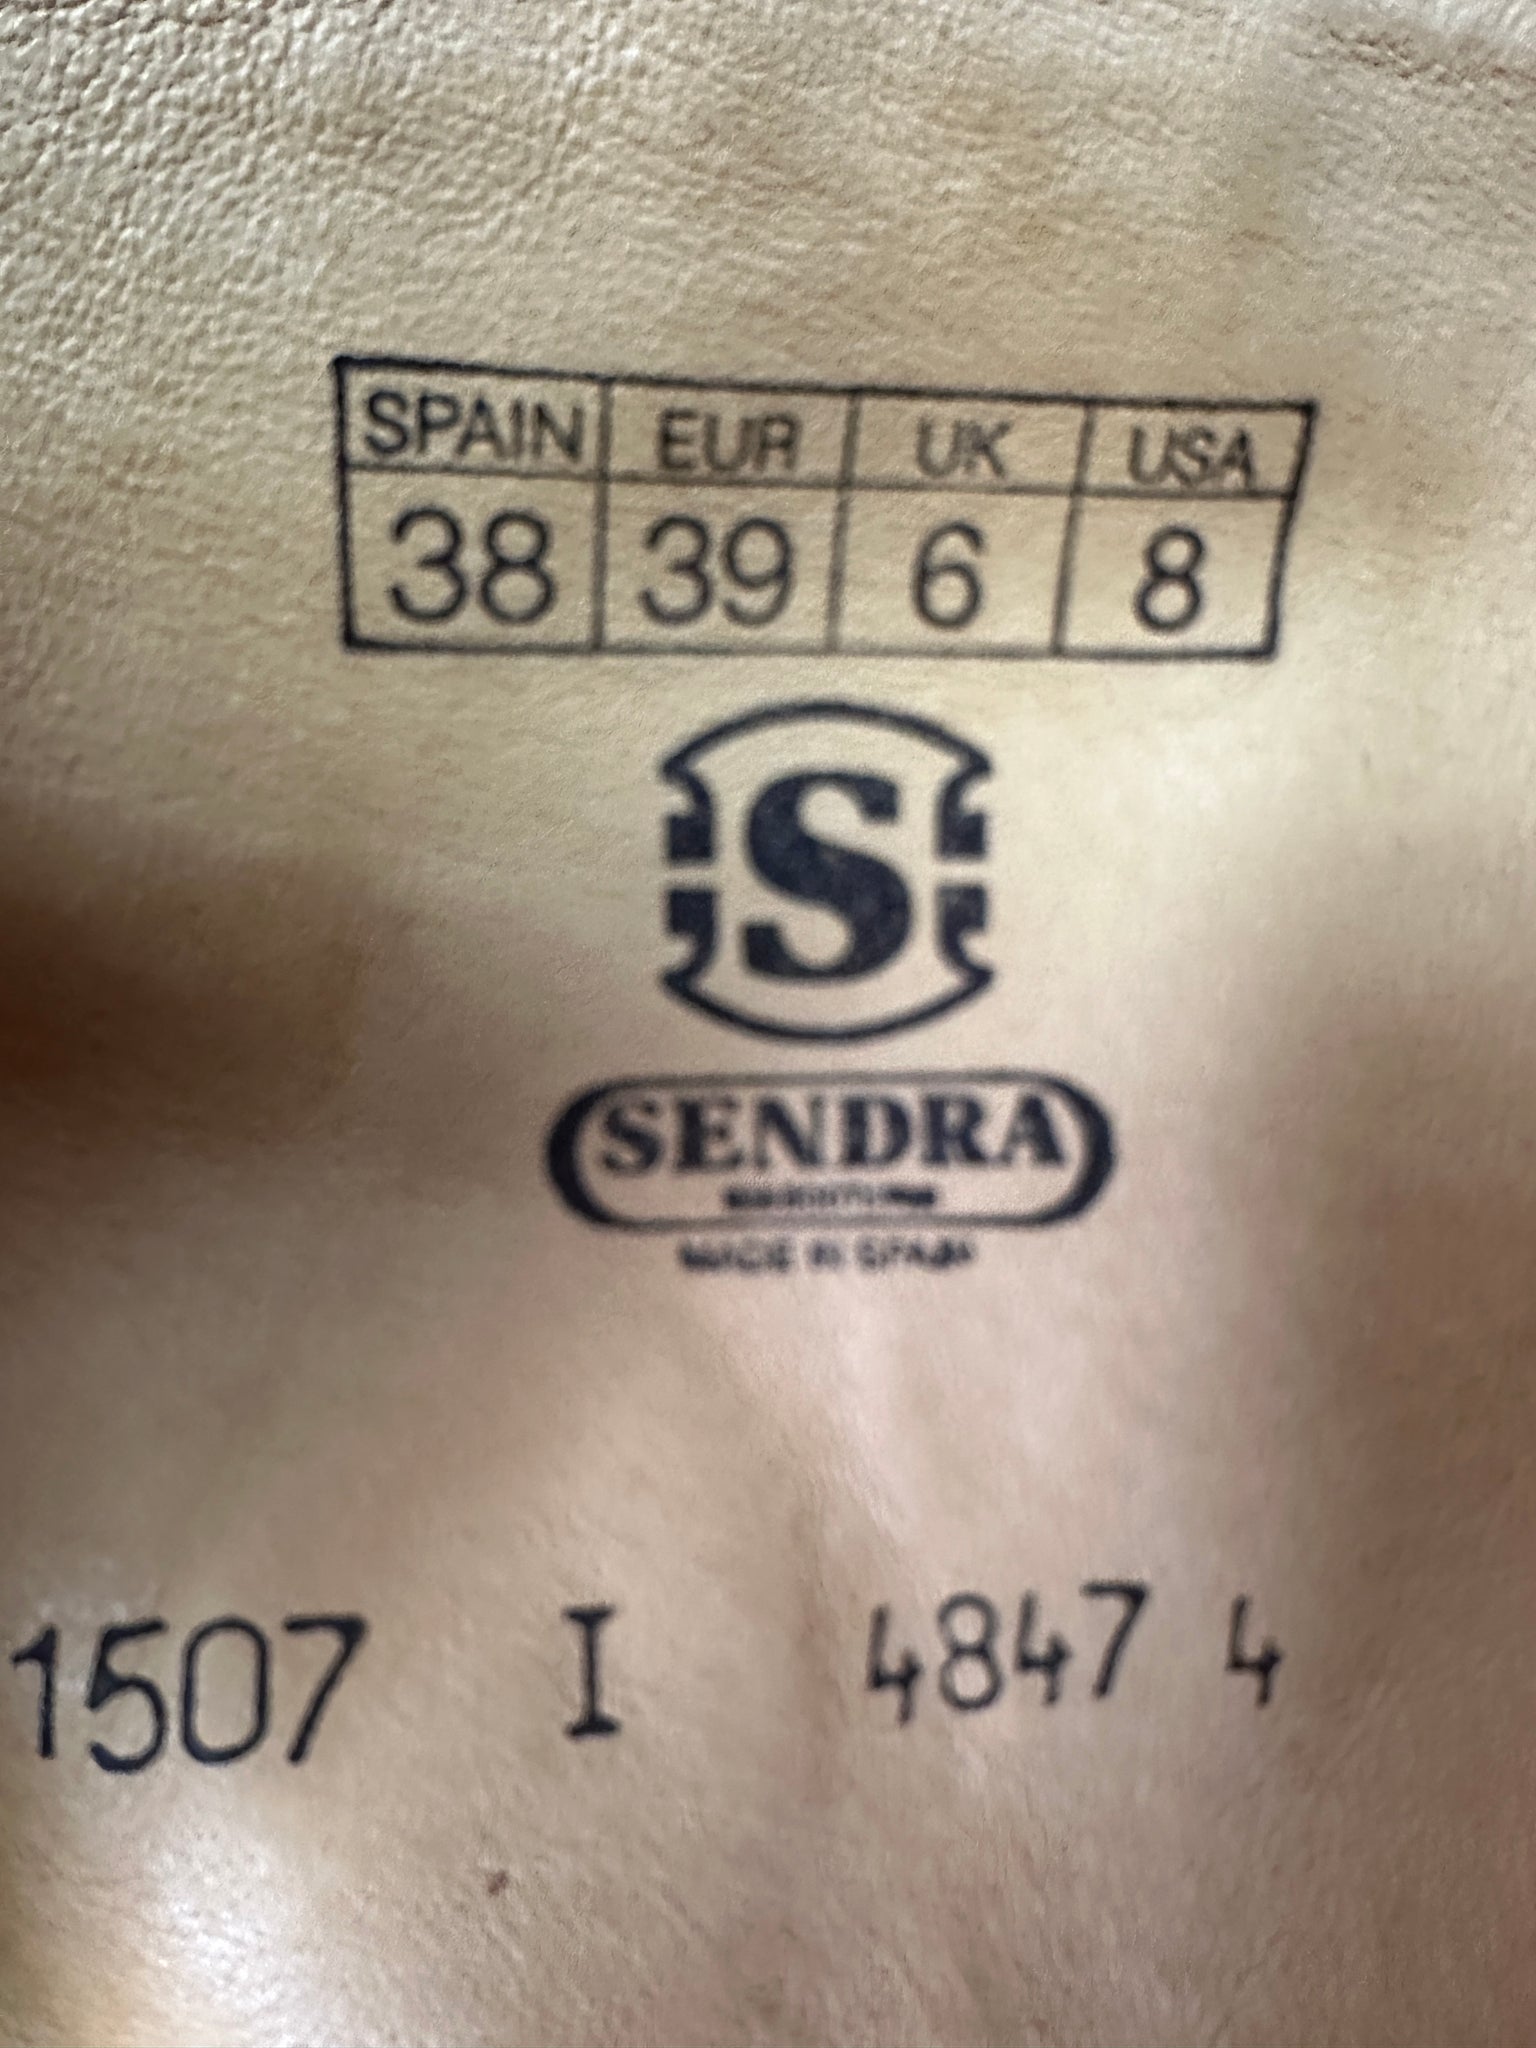 SPAIN EUR UK USA
38 39 6 8
S
SENDRA
MADE IN SPAIN
1507 I 4847 4